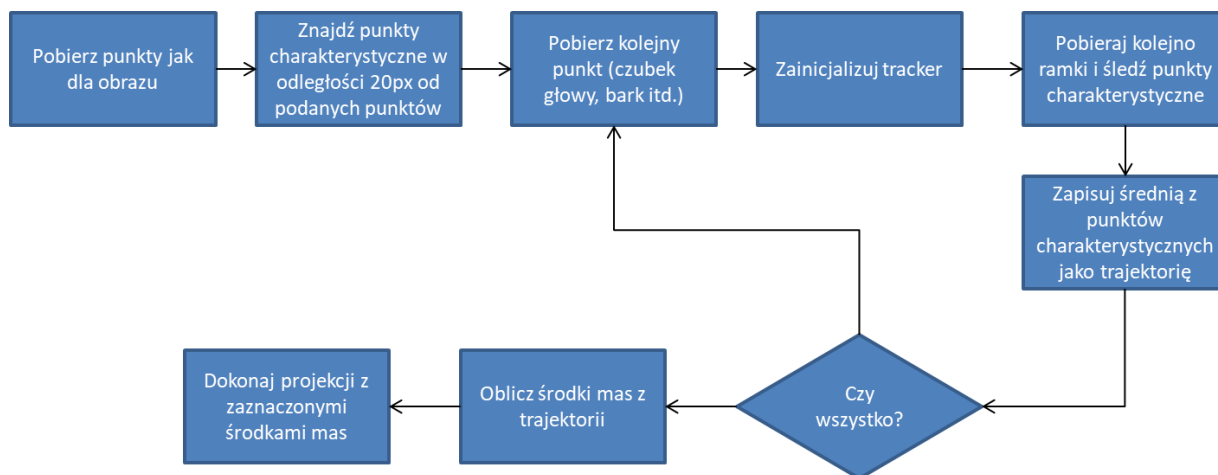 Pobierz punkty jak
dla obrazu
Znajdź punkty
charakterystyczne w
odległości 20px od
podanych punktów
Pobierz kolejny
punkt (czubek
głowy, bark itd.)
Zainicjalizuj tracker
Pobieraj kolejno
ramki i śledź punkty
charakterystyczne
Zapisuj średnią z
punktów
charakterystycznych
jako trajektorię
Czy
wszystko?
Oblicz środki mas z
trajektorii
Dokonaj projekcji z
zaznaczonymi
środkami mas